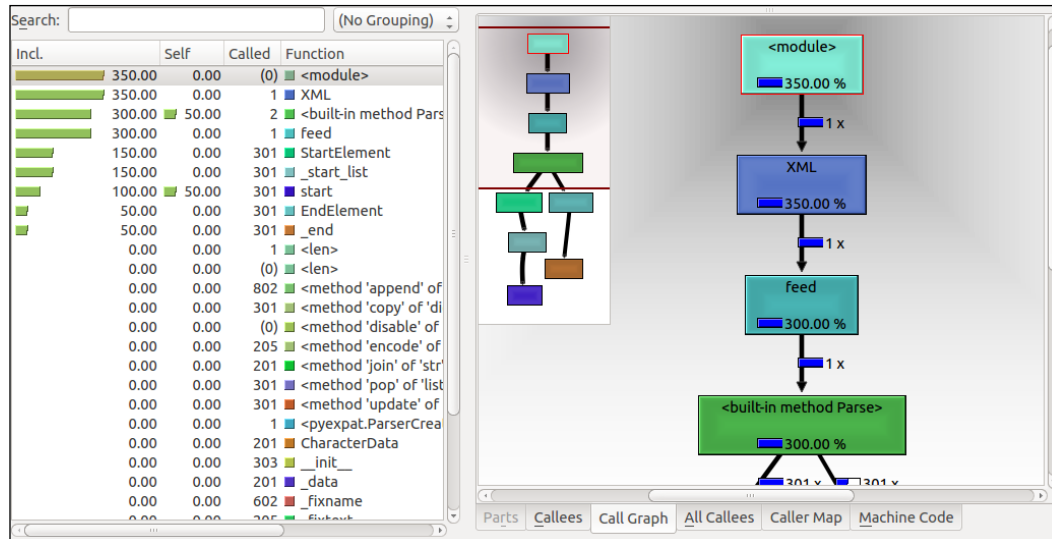 Search: (No Grouping)
Incl. Self Called Function
350.00 0.00 (0) <module>
350.00 0.00 1 XML
300.00 50.00 2 <built-in method Pars
300.00 0.00 1 feed
150.00 0.00 301 StartElement
150.00 0.00 301 _start_list
100.00 50.00 301 start
50.00 0.00 301 EndElement
50.00 0.00 301 _end
0.00 0.00 1 <len>
0.00 0.00 (0) <len>
0.00 0.00 802 <method 'append' of
0.00 0.00 301 <method 'copy' of 'di
0.00 0.00 (0) <method 'disable' of
0.00 0.00 205 <method 'encode' of
0.00 0.00 201 <method 'join' of 'str'
0.00 0.00 301 <method 'pop' of 'list
0.00 0.00 301 <method 'update' of
0.00 0.00 1 <pyexpat.ParserCrea
0.00 0.00 201 CharacterData
0.00 0.00 303 __init__
0.00 0.00 201 _data
0.00 0.00 602 _fixname
0.00 0.00 205 _fixtext
<module>
350.00 %
1 x
XML
350.00 %
1 x
feed
300.00 %
1 x
<built-in method Parse>
300.00 %
301 x 301 x
Parts Callees Call Graph All Callees Caller Map Machine Code